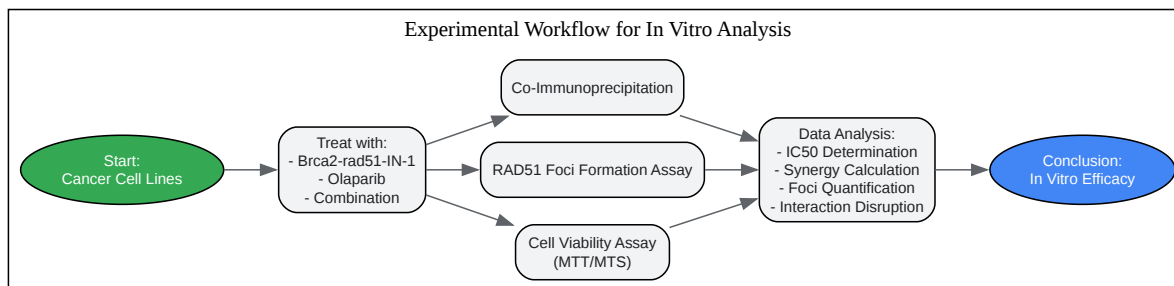 Experimental Workflow for In Vitro Analysis
Start:
Cancer Cell Lines
Treat with:
- Brca2-rad51-IN-1
- Olaparib
- Combination
Co-Immunoprecipitation
RAD51 Foci Formation Assay
Cell Viability Assay
(MTT/MTS)
Data Analysis:
- IC50 Determination
- Synergy Calculation
- Foci Quantification
- Interaction Disruption
Conclusion:
In Vitro Efficacy